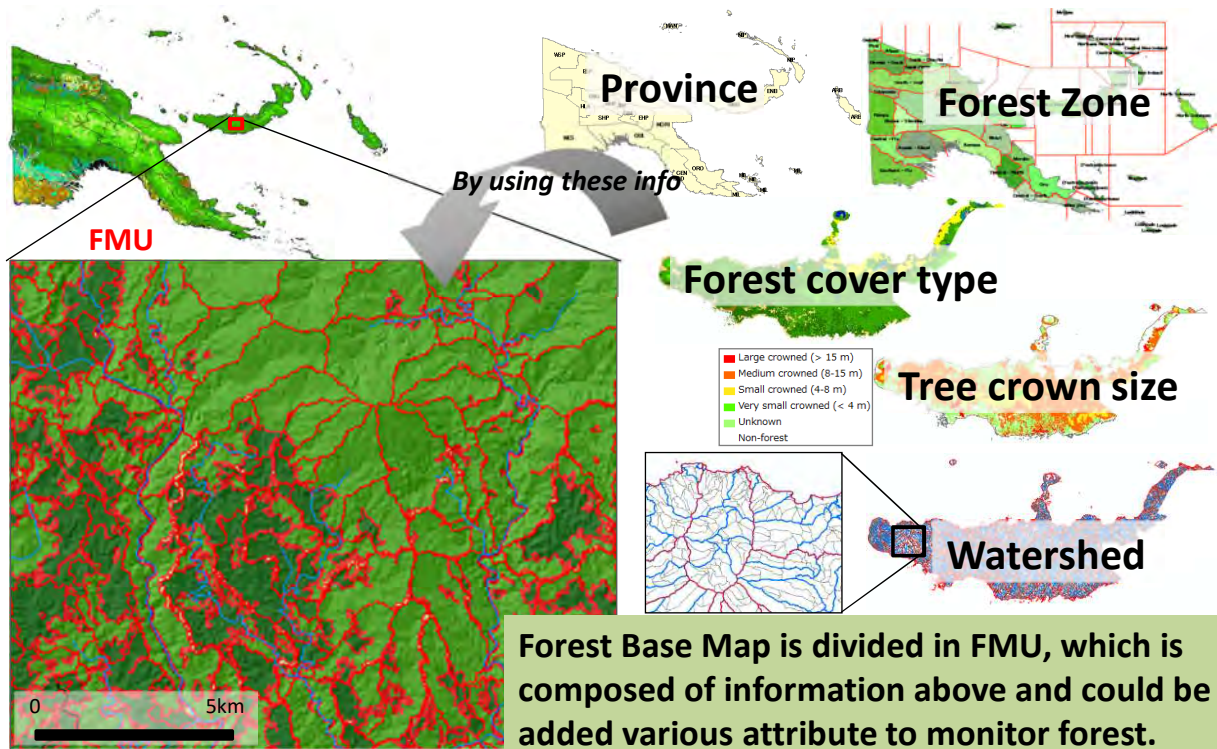 Province
Forest Zone
By using these info
FMU
Forest cover type
Large crowned (> 15 m)
Medium crowned (8-15 m)
Small crowned (4-8 m)
Very small crowned (< 4 m)
Unknown
Non-forest
Tree crown size
Watershed
0 5km
Forest Base Map is divided in FMU, which is
composed of information above and could be
added various attribute to monitor forest.